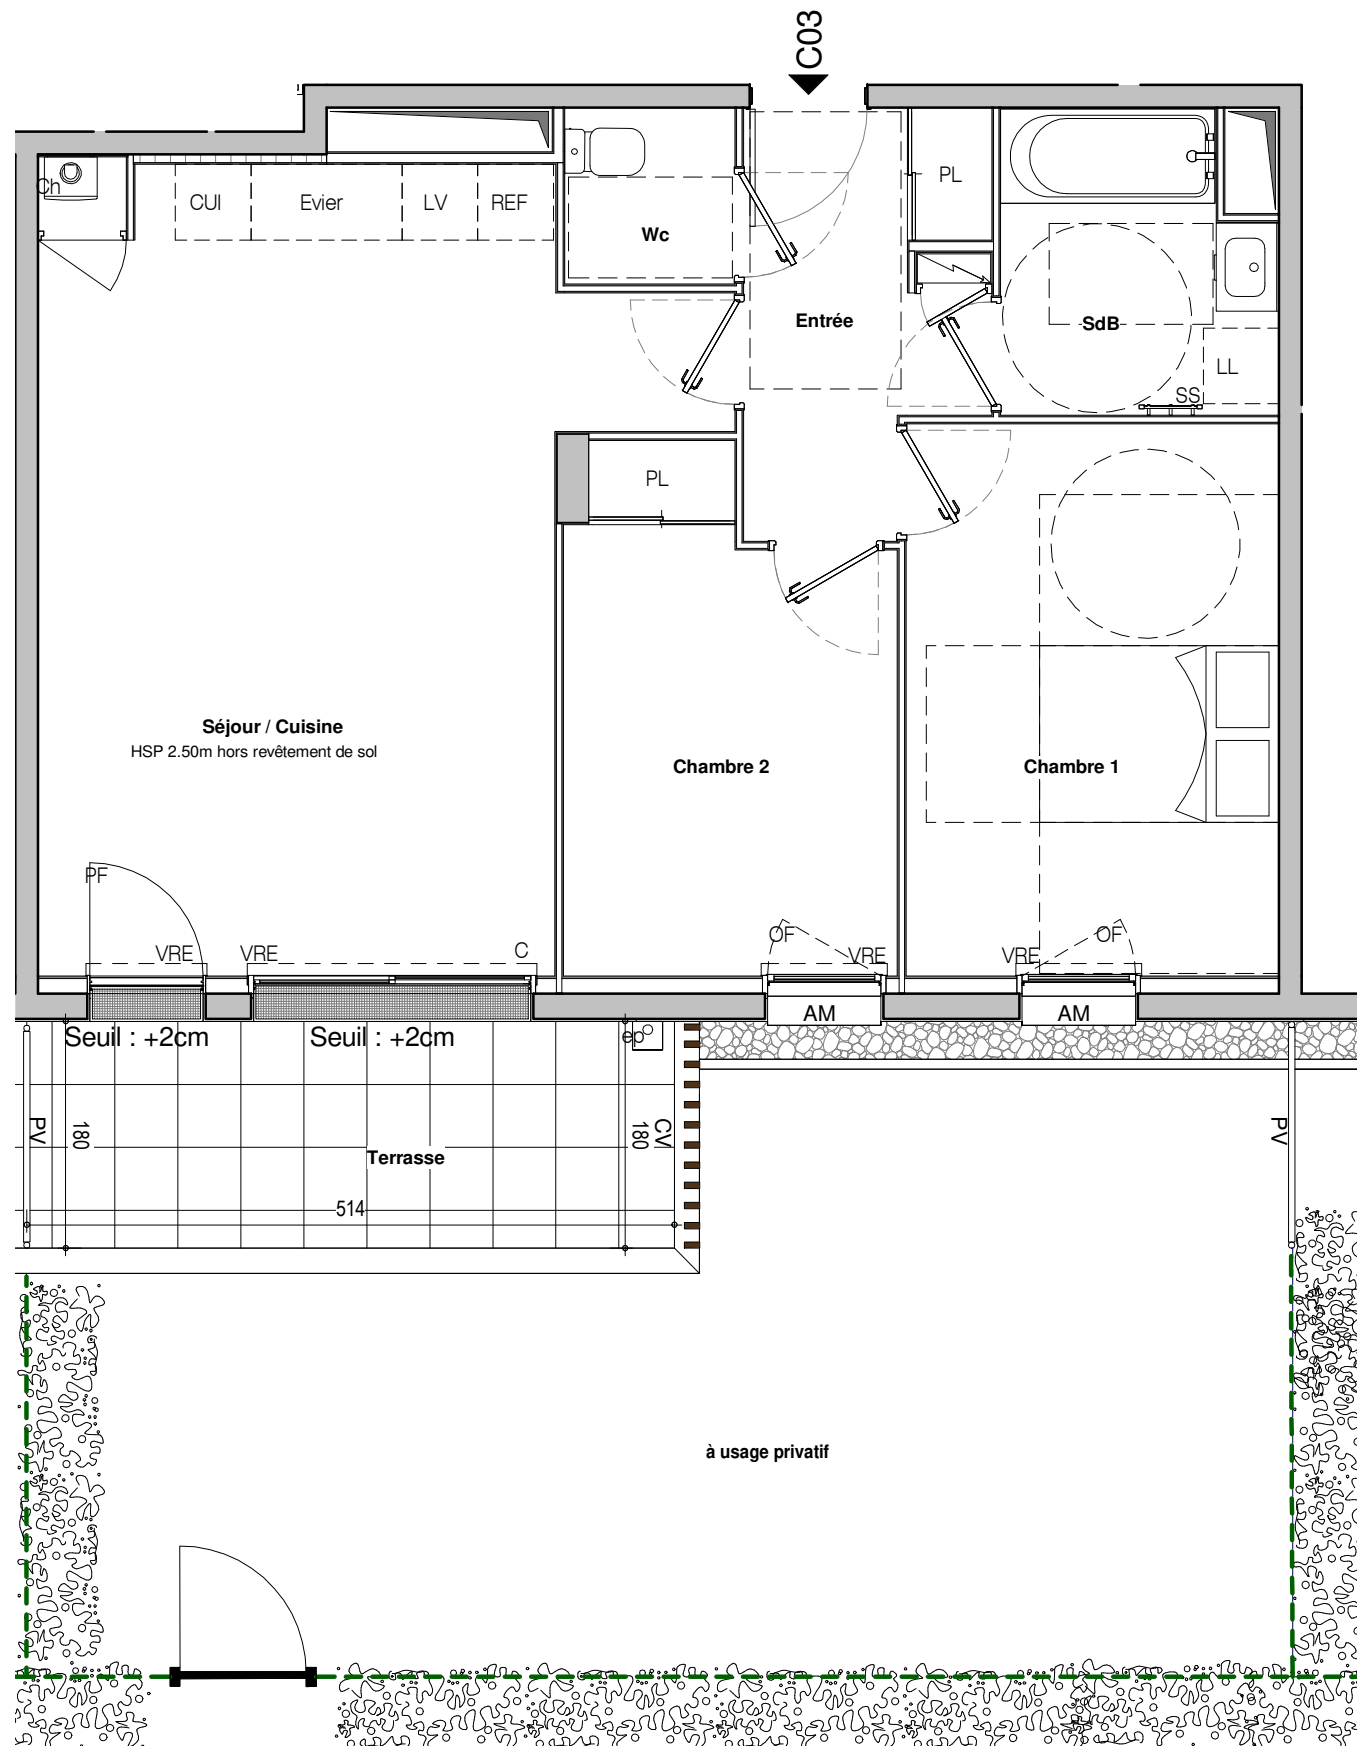 C03
Ch
CUI
Evier
LV
REF
Wc
PL
Entrée
SdB
LL
SS
PL
Séjour / Cuisine
HSP 2.50m hors revêtement de sol
Chambre 2
Chambre 1
PF
VRE
VRE
C
OF
VRE
VRE
OF
AM
AM
Seuil : +2cm
Seuil : +2cm
ep
PV
180
180
CV
PV
Terrasse
514
à usage privatif